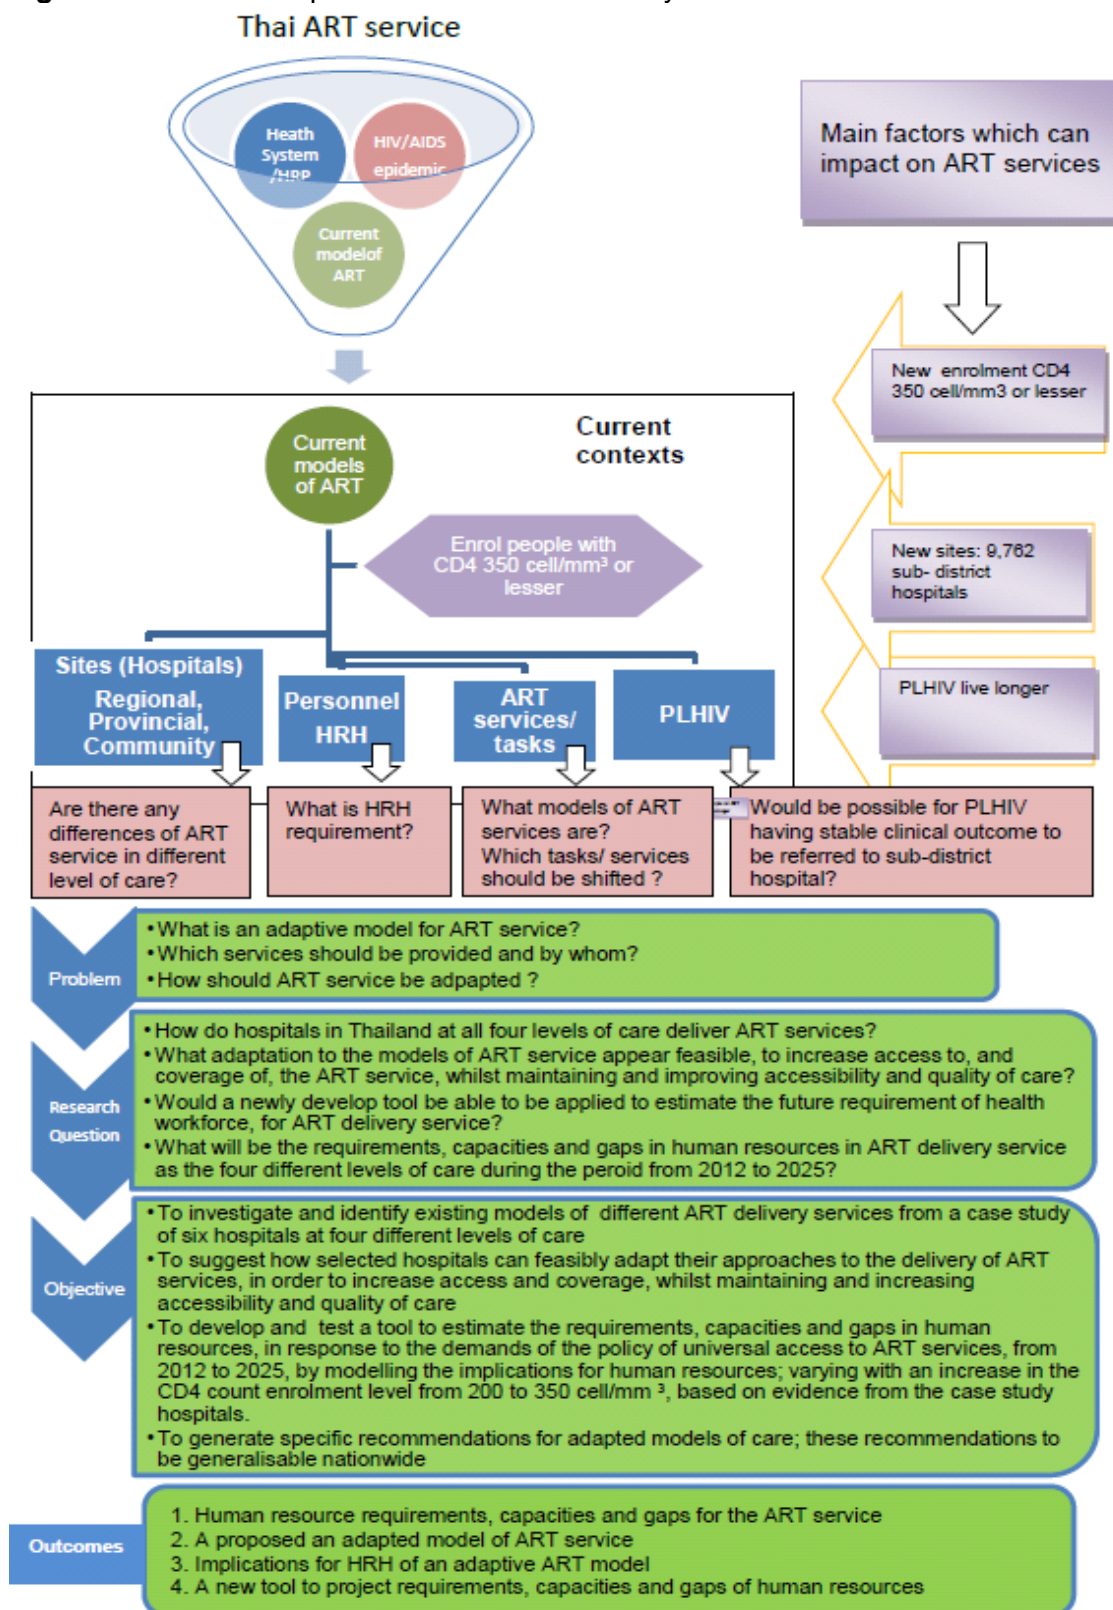 Thai ART service
Heath
System
/HRP
HIV/AIDS
epidemic
Current
modelof
ART
Main factors which can
impact on ART services
New enrolment CD4
350 cell/mm3 or lesser
New sites: 9,762
sub- district
hospitals
PLHIV live longer
Current
contexts
Current
models
of ART
Enrol people with
CD4 350 cell/mm³ or
lesser
Sites (Hospitals)
Regional,
Provincial,
Community
Personnel
HRH
ART
services/
tasks
PLHIV
Are there any
differences of ART
service in different
level of care?
What is HRH
requirement?
What models of ART
services are?
Which tasks/ services
should be shifted ?
Would be possible for PLHIV
having stable clinical outcome to
be referred to sub-district
hospital?
Problem
• What is an adaptive model for ART service?
• Which services should be provided and by whom?
• How should ART service be adpapted ?
Research
Question
• How do hospitals in Thailand at all four levels of care deliver ART services?
• What adaptation to the models of ART service appear feasible, to increase access to, and
coverage of, the ART service, whilst maintaining and improving accessibility and quality of care?
• Would a newly develop tool be able to be applied to estimate the future requirement of health
workforce, for ART delivery service?
• What will be the requirements, capacities and gaps in human resources in ART delivery service
as the four different levels of care during the peroid from 2012 to 2025?
Objective
• To investigate and identify existing models of different ART delivery services from a case study
of six hospitals at four different levels of care
• To suggest how selected hospitals can feasibly adapt their approaches to the delivery of ART
services, in order to increase access and coverage, whilst maintaining and increasing
accessibility and quality of care
• To develop and test a tool to estimate the requirements, capacities and gaps in human
resources, in response to the demands of the policy of universal access to ART services, from
2012 to 2025, by modelling the implications for human resources; varying with an increase in the
CD4 count enrolment level from 200 to 350 cell/mm ³, based on evidence from the case study
hospitals.
• To generate specific recommendations for adapted models of care; these recommendations to
be generalisable nationwide
Outcomes
1. Human resource requirements, capacities and gaps for the ART service
2. A proposed an adapted model of ART service
3. Implications for HRH of an adaptive ART model
4. A new tool to project requirements, capacities and gaps of human resources